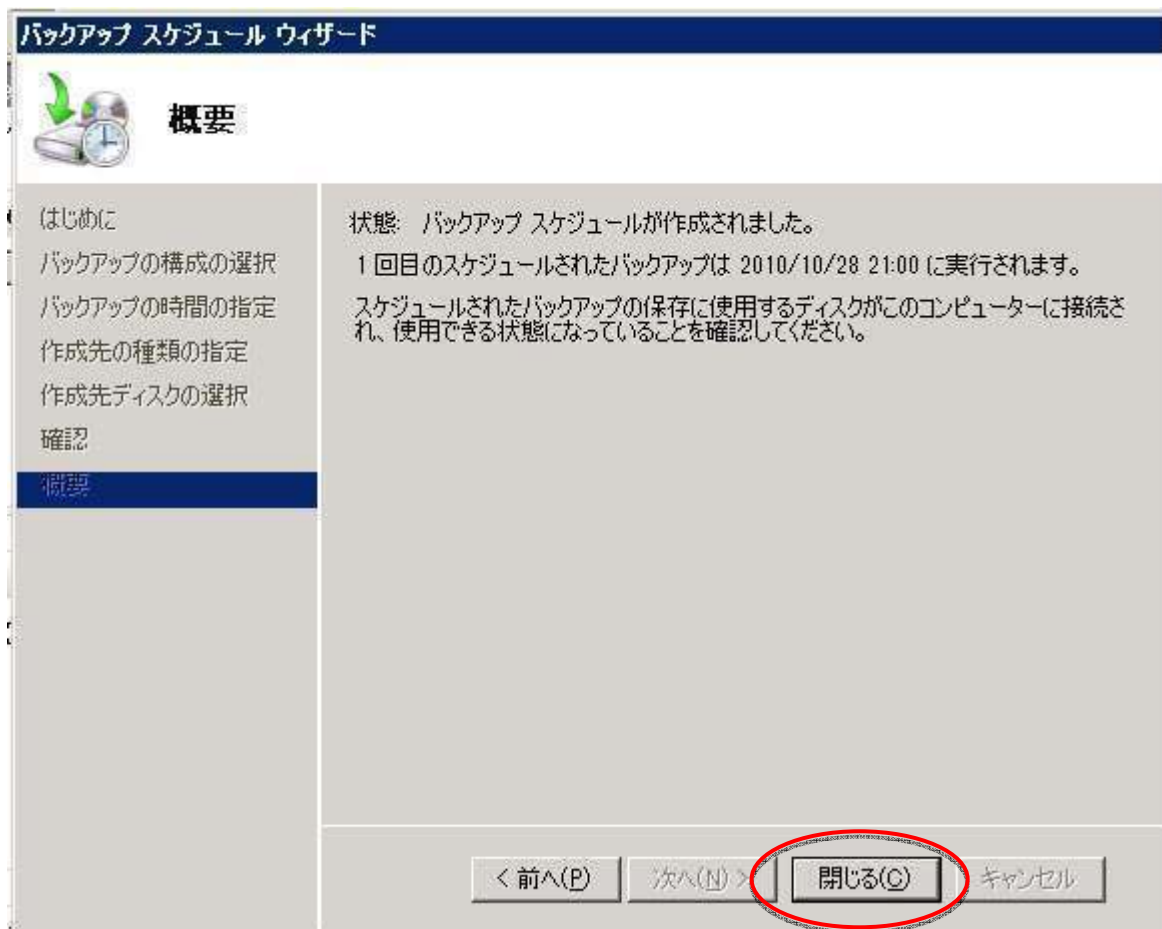 バックアップ スケジュール ウィザード
概要
はじめに
バックアップの構成の選択
バックアップの時間の指定
作成先の種類の指定
作成先ディスクの選択
確認
概要
状態: バックアップ スケジュールが作成されました。
1 回目のスケジュールされたバックアップは 2010/10/28 21:00 に実行されます。
スケジュールされたバックアップの保存に使用するディスクがこのコンピューターに接続さ
れ、使用できる状態になっていることを確認してください。
< 前へ(P)
次へ(N) >
閉じる(C)
キャンセル